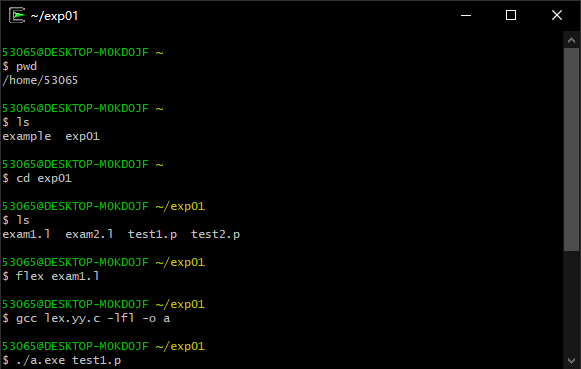 ~/exp01
53065@DESKTOP-MOKDOJF ~
$ pwd
/home/53065
53065@DESKTOP-MOKDOJF ~
$ ls
example  exp01
53065@DESKTOP-MOKDOJF ~
$ cd exp01
53065@DESKTOP-MOKDOJF ~/exp01
$ ls
exam1.l  exam2.l  test1.p  test2.p
53065@DESKTOP-MOKDOJF ~/exp01
$ flex exam1.l
53065@DESKTOP-MOKDOJF ~/exp01
$ gcc lex.yy.c -lfl -o a
53065@DESKTOP-MOKDOJF ~/exp01
$ ./a.exe test1.p